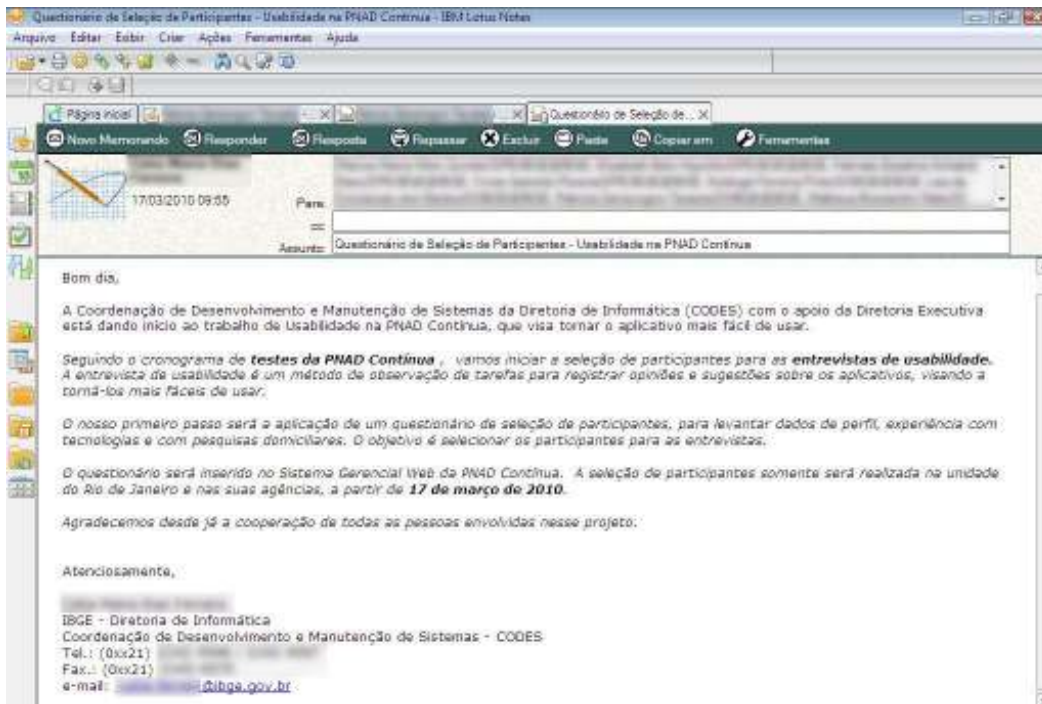 Questionário de Seleção de Participantes - Usabilidade na PNAD Contínua - IBM Lotus Notes
Arquivo Editar Exibir Criar Ações Ferramentas Ajuda
Página inicial Questionário de Seleção de...
Novo Memorando Responder Resposta Repassar Excluir Pasta Copiar em Ferramentas
17/03/2010 09:55
Para:
cc:
Assunto: Questionário de Seleção de Participantes - Usabilidade na PNAD Contínua
Bom dia,
A Coordenação de Desenvolvimento e Manutenção de Sistemas da Diretoria de Informática (CODES) com o apoio da Diretoria Executiva
está dando início ao trabalho de Usabilidade na PNAD Contínua, que visa tornar o aplicativo mais fácil de usar.
Seguindo o cronograma de testes da PNAD Contínua , vamos iniciar a seleção de participantes para as entrevistas de usabilidade.
A entrevista de usabilidade é um método de observação de tarefas para registrar opiniões e sugestões sobre os aplicativos, visando a
torná-los mais fáceis de usar.
O nosso primeiro passo será a aplicação de um questionário de seleção de participantes, para levantar dados de perfil, experiência com
tecnologias e com pesquisas domiciliares. O objetivo é selecionar os participantes para as entrevistas.
O questionário será inserido no Sistema Gerencial Web da PNAD Contínua. A seleção de participantes somente será realizada na unidade
do Rio de Janeiro e nas suas agências, a partir de 17 de março de 2010.
Agradecemos desde já a cooperação de todas as pessoas envolvidas nesse projeto.
Atenciosamente,
IBGE - Diretoria de Informática
Coordenação de Desenvolvimento e Manutenção de Sistemas - CODES
Tel.: (0xx21)
Fax.: (0xx21)
e-mail: @ibge.gov.br